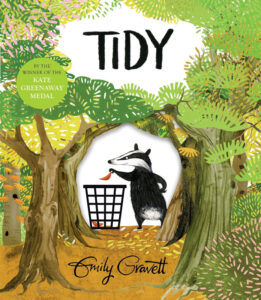 TIDY
BY THE
WINNER OF THE
KATE
GREENAWAY
MEDAL
Emily Gravett